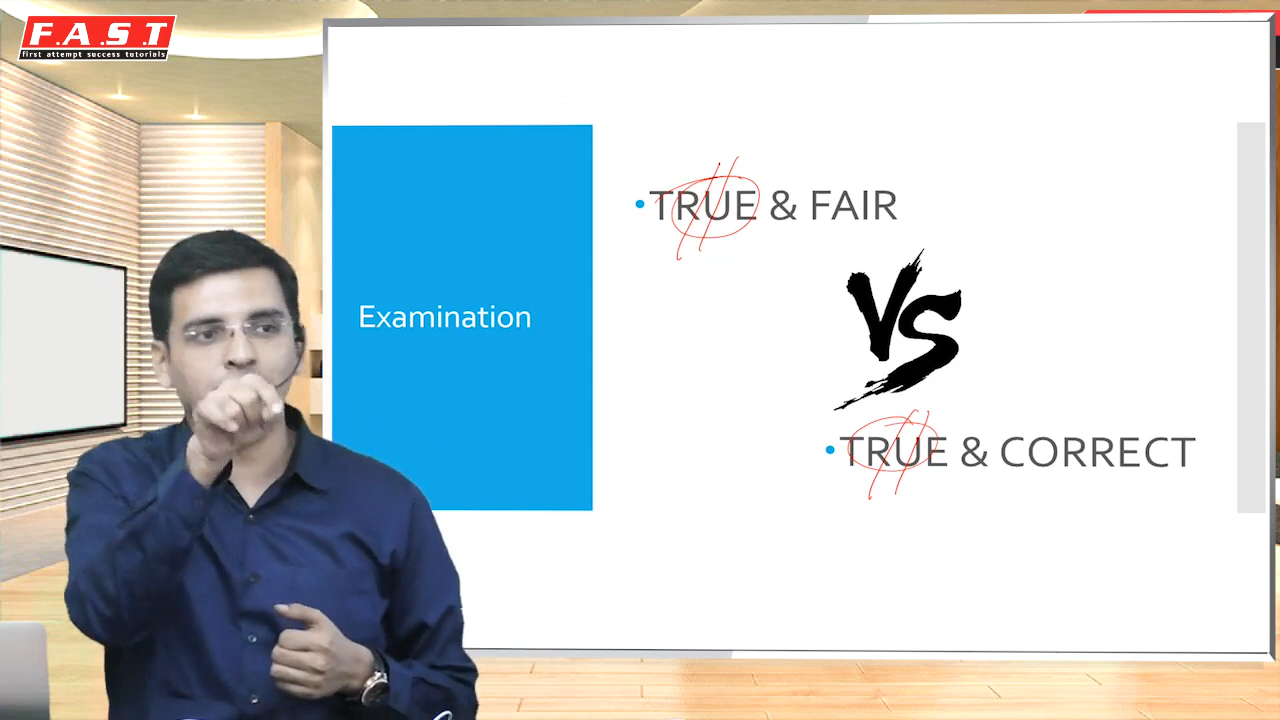 F.A.S.T
first attempt success tutorials
Examination
•TRUE & FAIR
VS
•TRUE & CORRECT